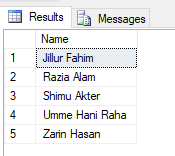 Results Messages
Name
1 Jillur Fahim
2 Razia Alam
3 Shimu Akter
4 Umme Hani Raha
5 Zarin Hasan